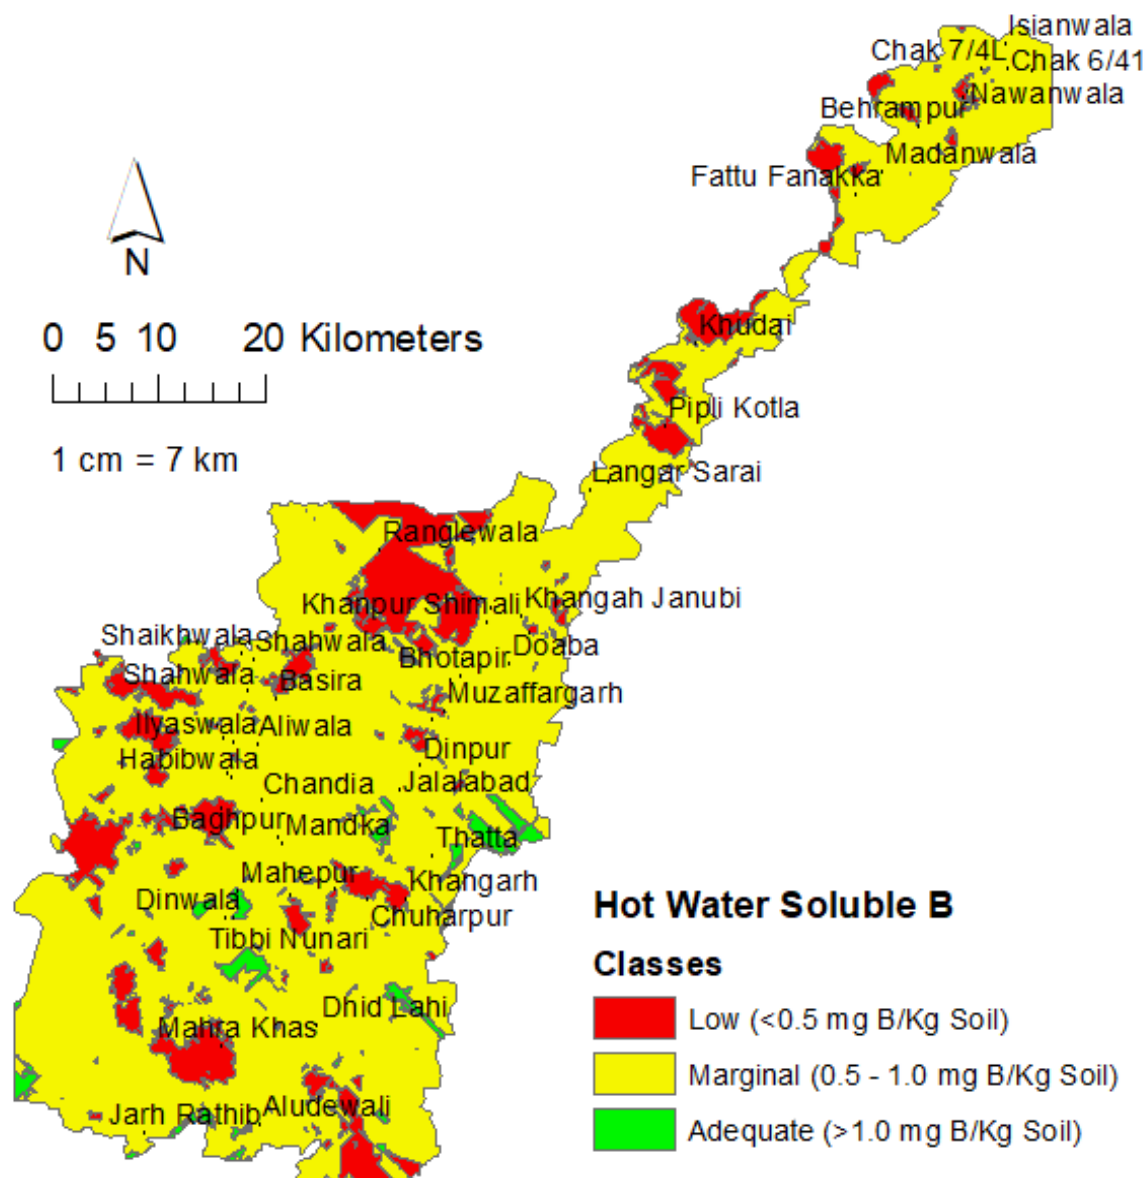 Isianwala
Chak 7/4L
Chak 6/41
Nawanwala
Behrampur
Madanwala
Fattu Fanakka
N
0 5 10 20 Kilometers
Khudai
Pipli Kotla
1 cm = 7 km
Langar Sarai
Ranglewala
Khanpur Shimali
Khangah Janubi
Shaikhwala
Shahwala
Doaba
Bhotapir
Shahwala
Basira
Muzaffargarh
Ilyaswala
Aliwala
Dinpur
Habibwala
Chandia
Jalalabad
Baghpur
Mandka
Thatta
Mahepur
Khangarh
Dinwala
Chuharpur
Tibbi Nunari
Dhid Lahi
Mahra Khas
Jarh Rathib
Aludewali
Hot Water Soluble B
Classes
Low (<0.5 mg B/Kg Soil)
Marginal (0.5 - 1.0 mg B/Kg Soil)
Adequate (>1.0 mg B/Kg Soil)